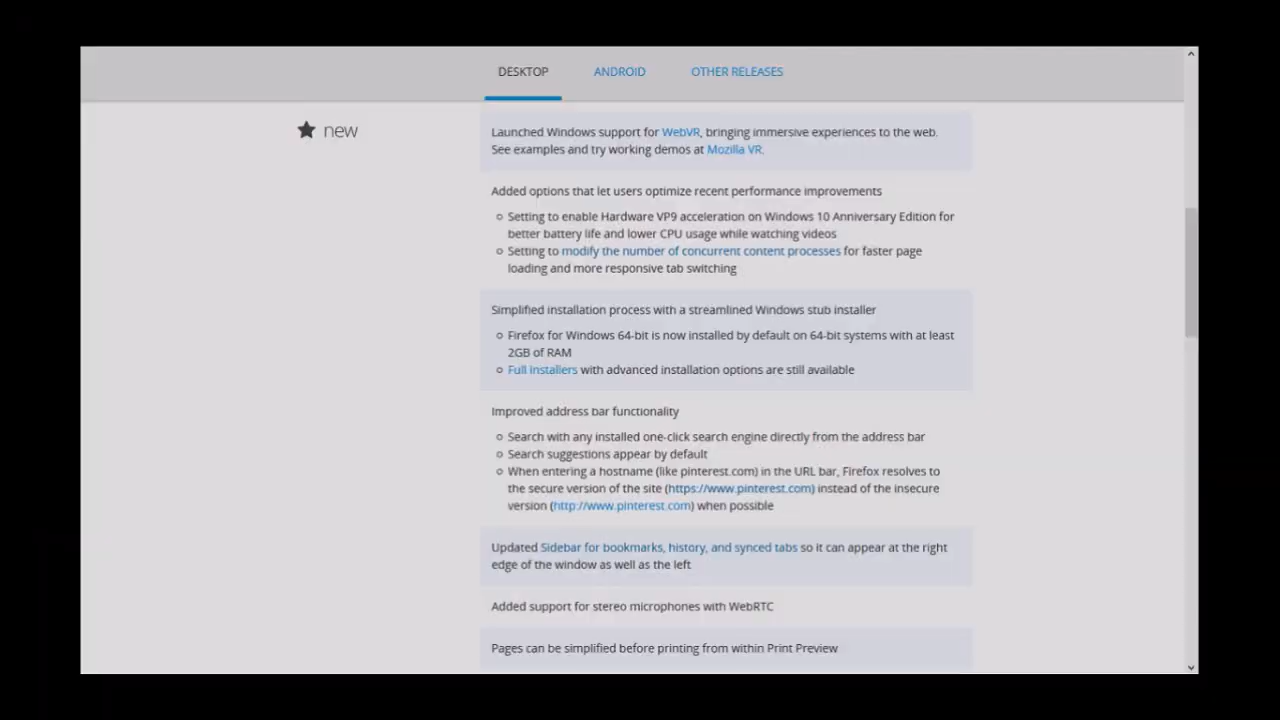 DESKTOP
ANDROID
OTHER RELEASES
new
Launched Windows support for WebVR, bringing immersive experiences to the web.
See examples and try working demos at Mozilla VR.
Added options that let users optimize recent performance improvements
Setting to enable Hardware VP9 acceleration on Windows 10 Anniversary Edition for
better battery life and lower CPU usage while watching videos
Setting to modify the number of concurrent content processes for faster page
loading and more responsive tab switching
Simplified installation process with a streamlined Windows stub installer
Firefox for Windows 64-bit is now installed by default on 64-bit systems with at least
2GB of RAM
Full installers with advanced installation options are still available
Improved address bar functionality
Search with any installed one-click search engine directly from the address bar
Search suggestions appear by default
When entering a hostname (like pinterest.com) in the URL bar, Firefox resolves to
the secure version of the site (https://www.pinterest.com) instead of the insecure
version (http://www.pinterest.com) when possible
Updated Sidebar for bookmarks, history, and synced tabs so it can appear at the right
edge of the window as well as the left
Added support for stereo microphones with WebRTC
Pages can be simplified before printing from within Print Preview